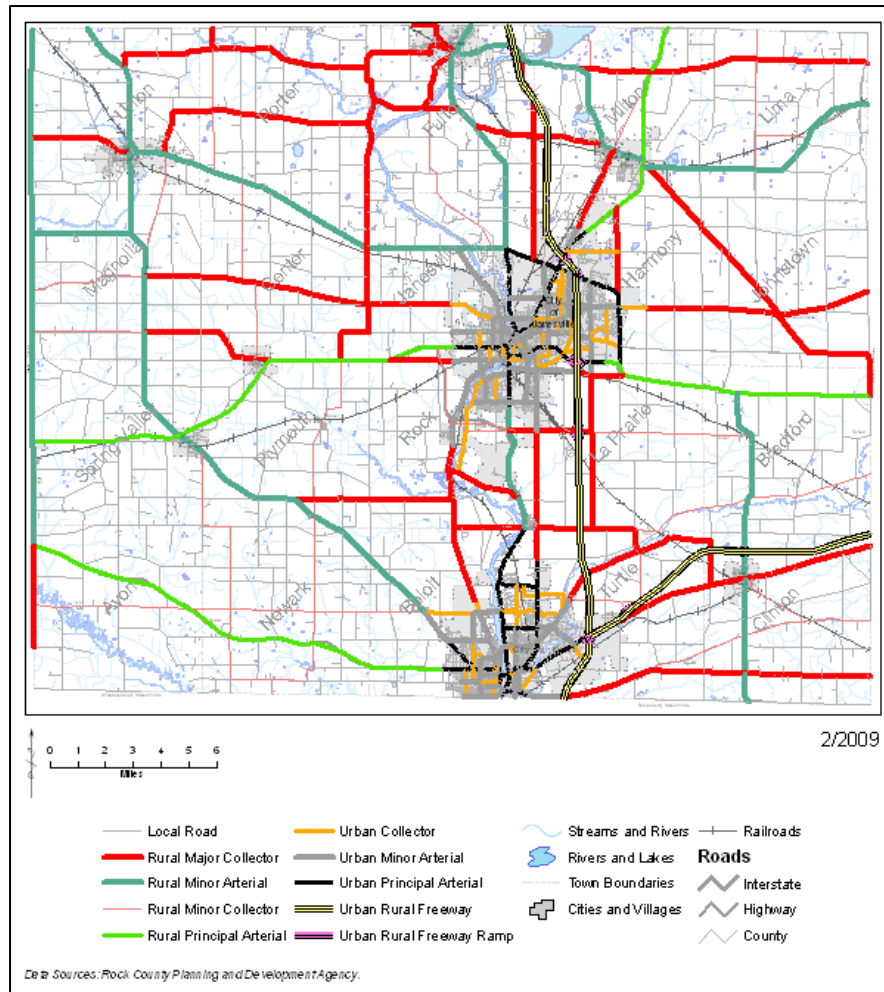 Union
Porter
Fulton
Milton
Lima
Magnolia
Center
Janesville
Harmony
Johnstown
City
of
Janesville
Spring Valley
Plymouth
Rock
La Prairie
Bradford
Avon
Newark
Beloit
Turtle
Clinton
2/2009
0 1 2 3 4 5 6
Miles
Local Road
Rural Major Collector
Rural Minor Arterial
Rural Minor Collector
Rural Principal Arterial
Urban Collector
Urban Minor Arterial
Urban Principal Arterial
Urban Rural Freeway
Urban Rural Freeway Ramp
Streams and Rivers
Rivers and Lakes
Town Boundaries
Cities and Villages
Railroads
Roads
Interstate
Highway
County
Data Sources: Rock County Planning and Development Agency.